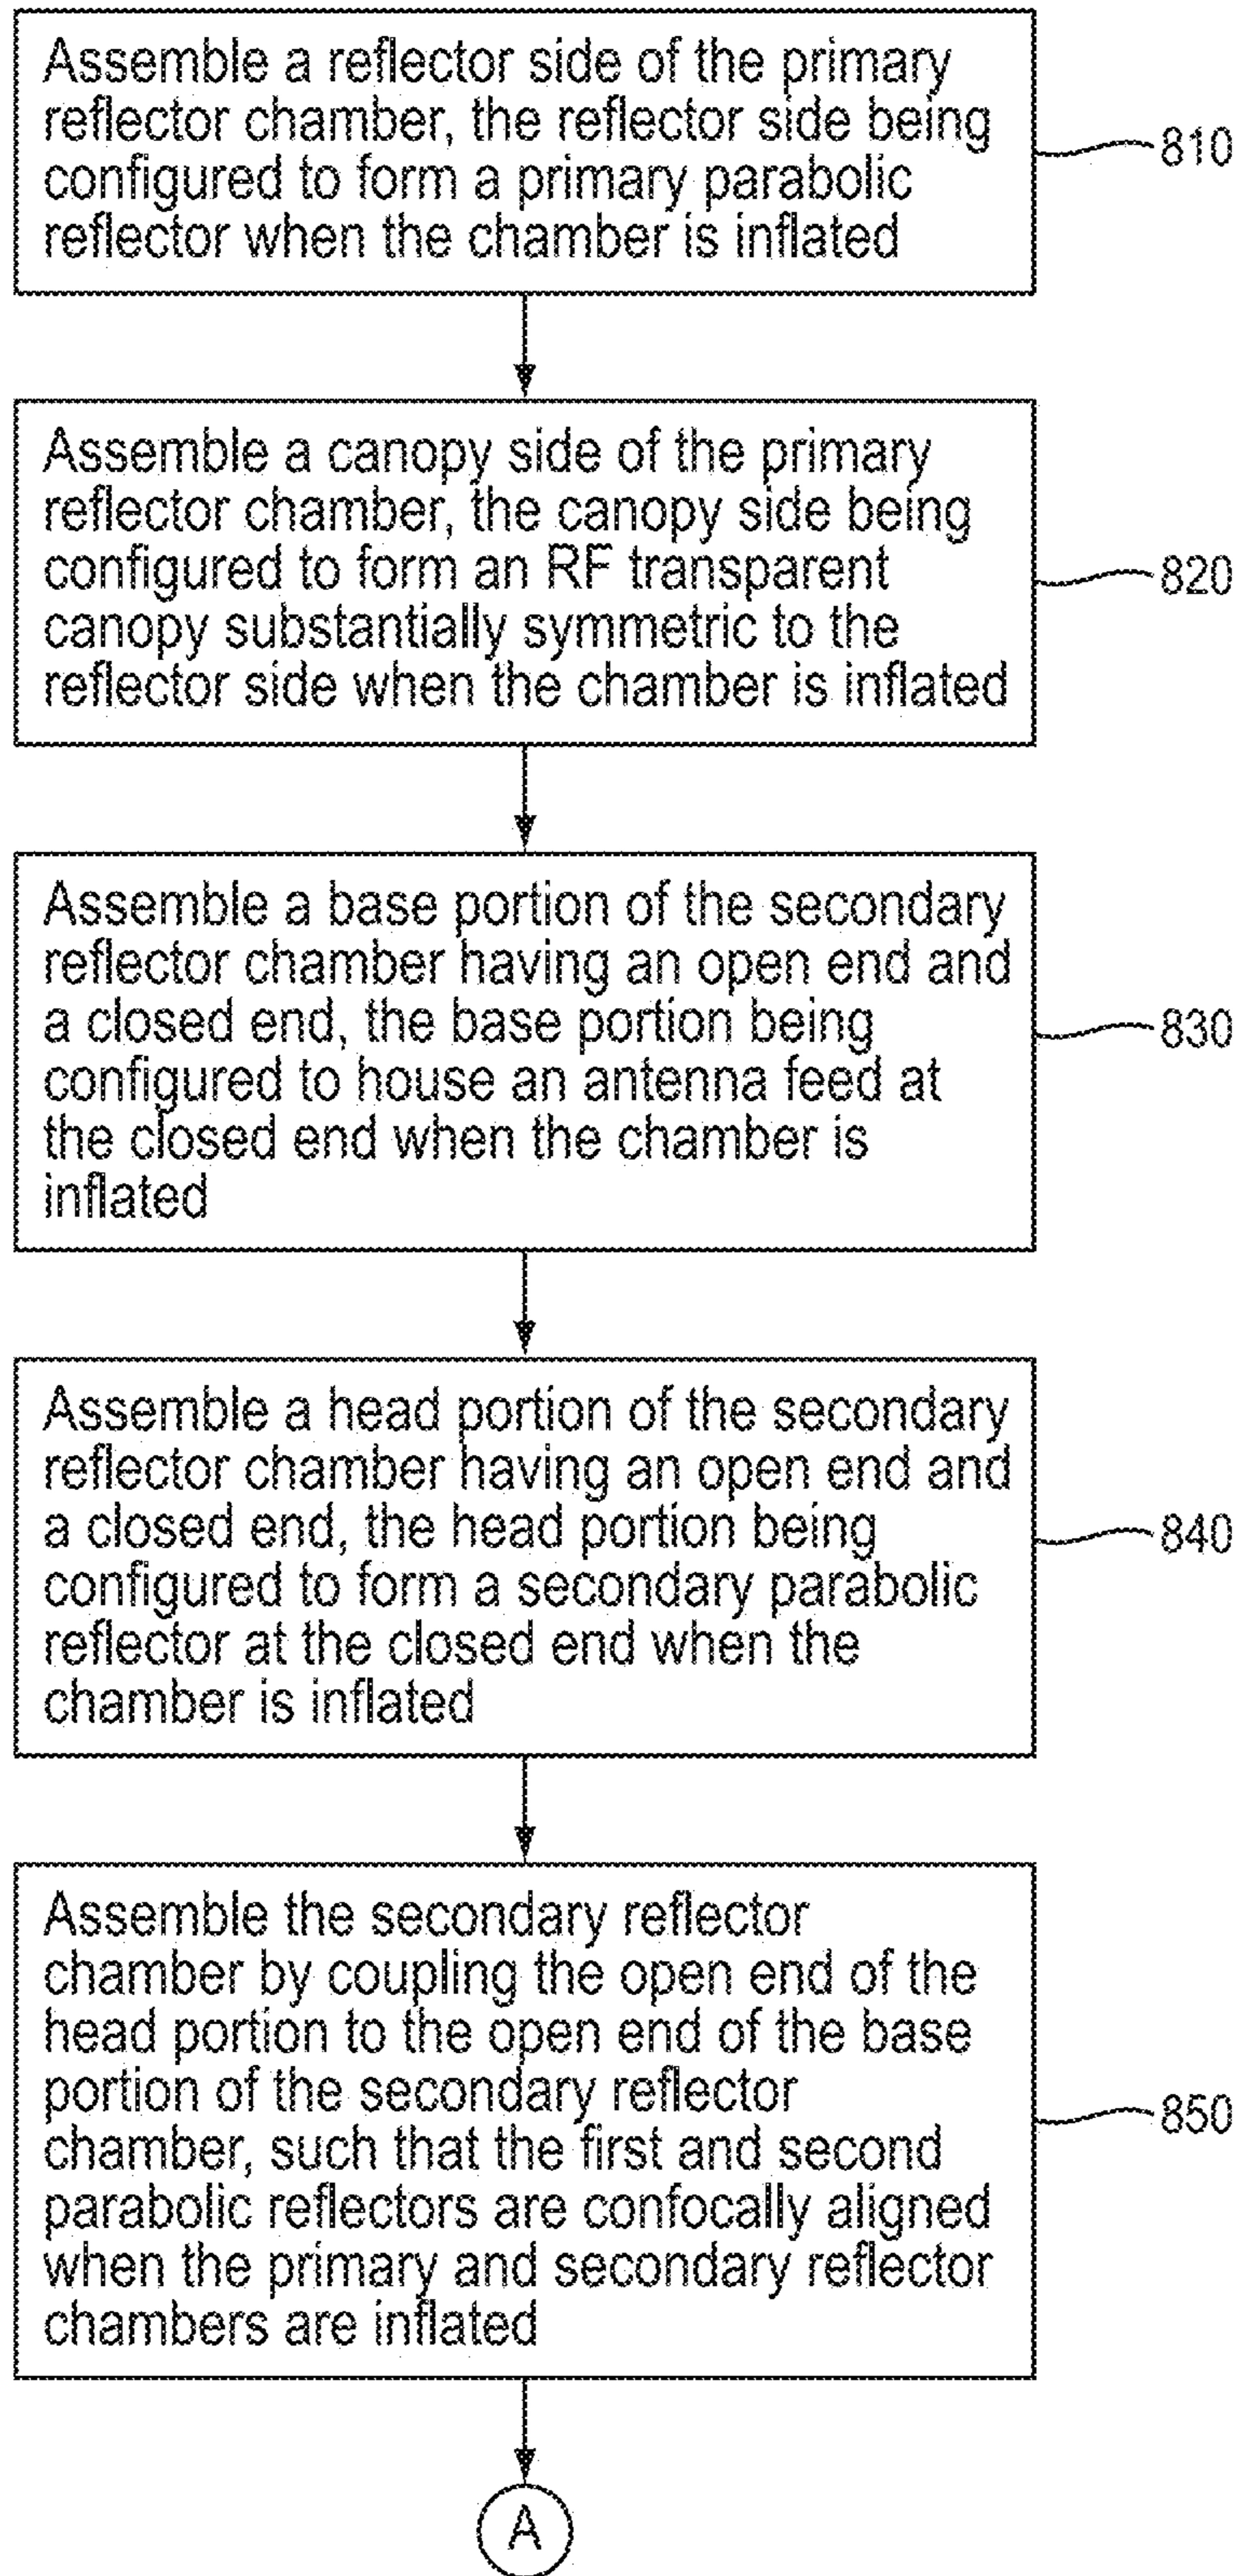 Assemble a reflector side of the primary
reflector chamber, the reflector side being
configured to form a primary parabolic
reflector when the chamber is inflated
810
Assemble a canopy side of the primary
reflector chamber, the canopy side being
configured to form an RF transparent
canopy substantially symmetric to the
reflector side when the chamber is inflated
820
Assemble a base portion of the secondary
reflector chamber having an open end and
a closed end, the base portion being
configured to house an antenna feed at
the closed end when the chamber is
inflated
830
Assemble a head portion of the secondary
reflector chamber having an open end and
a closed end, the head portion being
configured to form a secondary parabolic
reflector at the closed end when the
chamber is inflated
840
Assemble the secondary reflector
chamber by coupling the open end of the
head portion to the open end of the base
portion of the secondary reflector
chamber, such that the first and second
parabolic reflectors are confocally aligned
when the primary and secondary reflector
chambers are inflated
850
A